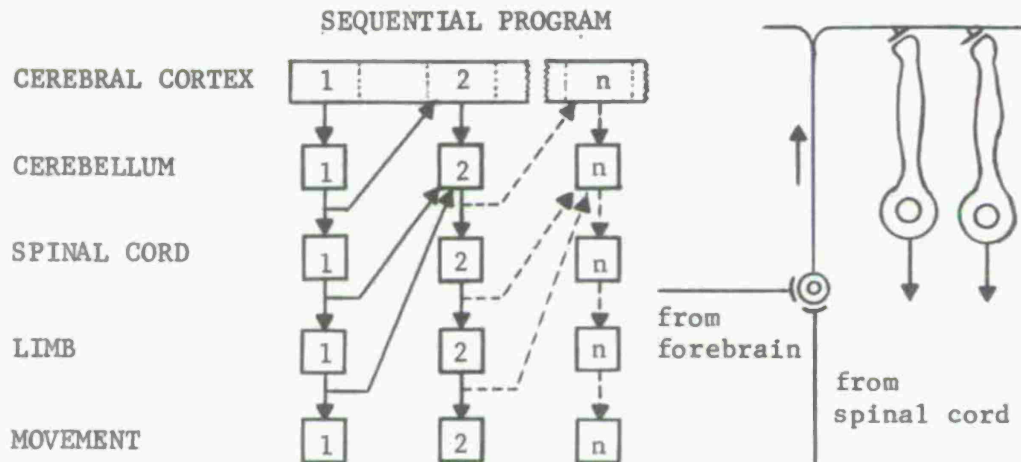 SEQUENTIAL PROGRAM
CEREBRAL CORTEX 1 2 n
CEREBELLUM 1 2 n
SPINAL CORD 1 2 n
LIMB 1 2 n
MOVEMENT 1 2 n
from
forebrain
from
spinal cord